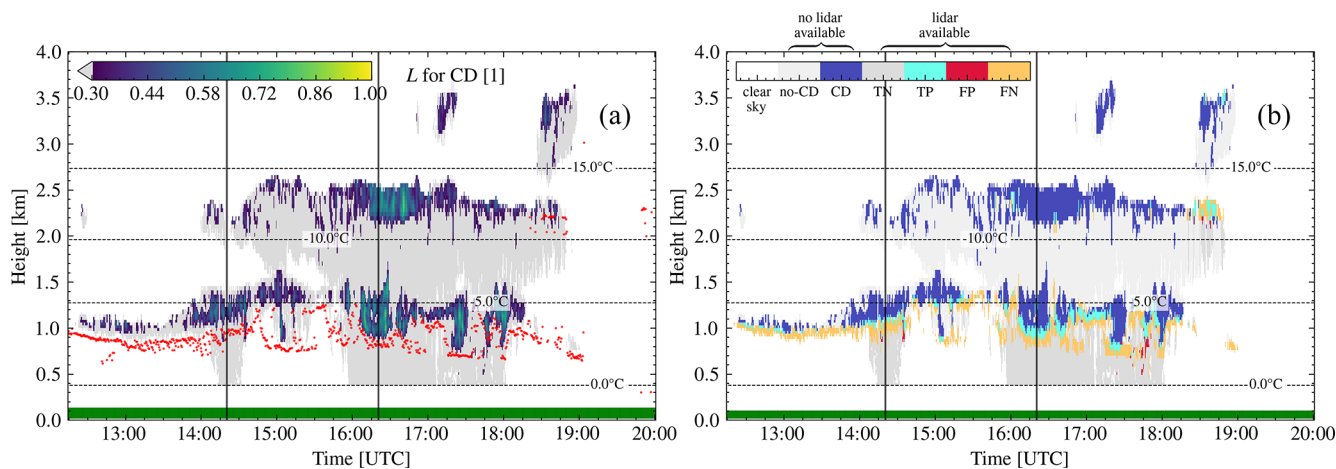 no lidar
available
lidar
available
4.0
3.5
3.0
2.5
2.0
1.5
1.0
0.5
0.0
Height [km]
0.30 0.44 0.58 0.72 0.86 1.00
L for CD [1]
(a)
15.0°C
10.0°C
5.0°C
0.0°C
13:00 14:00 15:00 16:00 17:00 18:00 19:00 20:00
Time [UTC]
4.0
3.5
3.0
2.5
2.0
1.5
1.0
0.5
0.0
Height [km]
clear
sky
no-CD CD TN TP FP FN
(b)
15.0°C
10.0°C
5.0°C
0.0°C
13:00 14:00 15:00 16:00 17:00 18:00 19:00 20:00
Time [UTC]